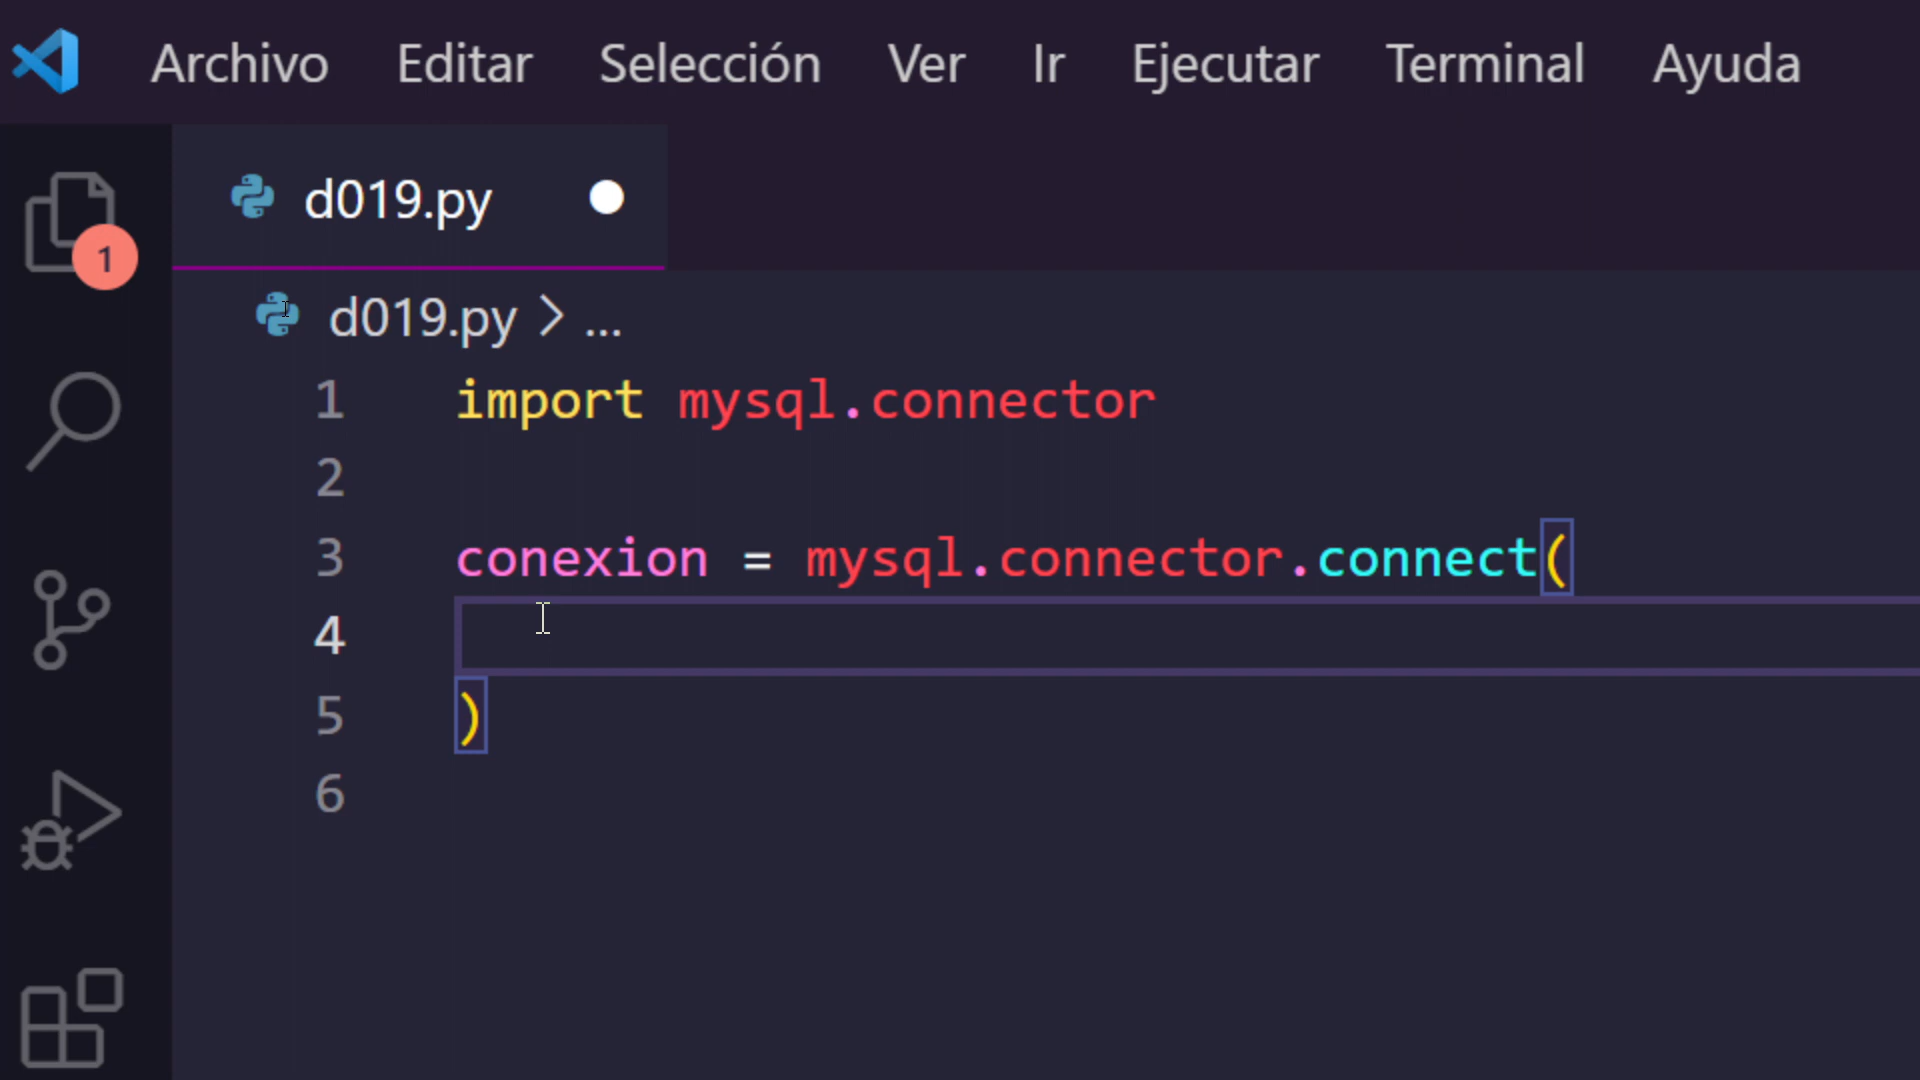 Archivo Editar Selección Ver Ir Ejecutar Terminal Ayuda
d019.py
1
d019.py > ...
1 import mysql.connector
2
3 conexion = mysql.connector.connect(
4
5 )
6